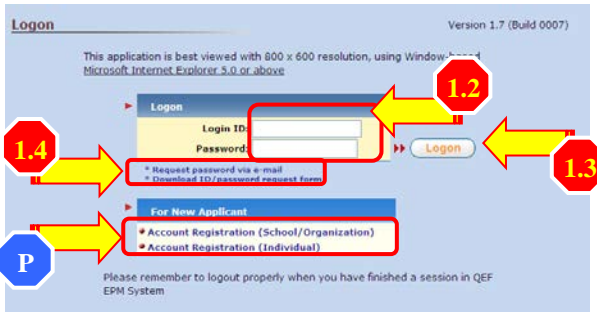 Logon
Version 1.7 (Build 0007)
This application is best viewed with 800 x 600 resolution, using Window-based
Microsoft Internet Explorer 5.0 or above
1.2
Logon
Login ID:
Password:
Logon
1.4
1.3
* Request password via e-mail
* Download ID/password request form
For New Applicant
Account Registration (School/Organization)
Account Registration (Individual)
P
Please remember to logout properly when you have finished a session in QEF
EPM System